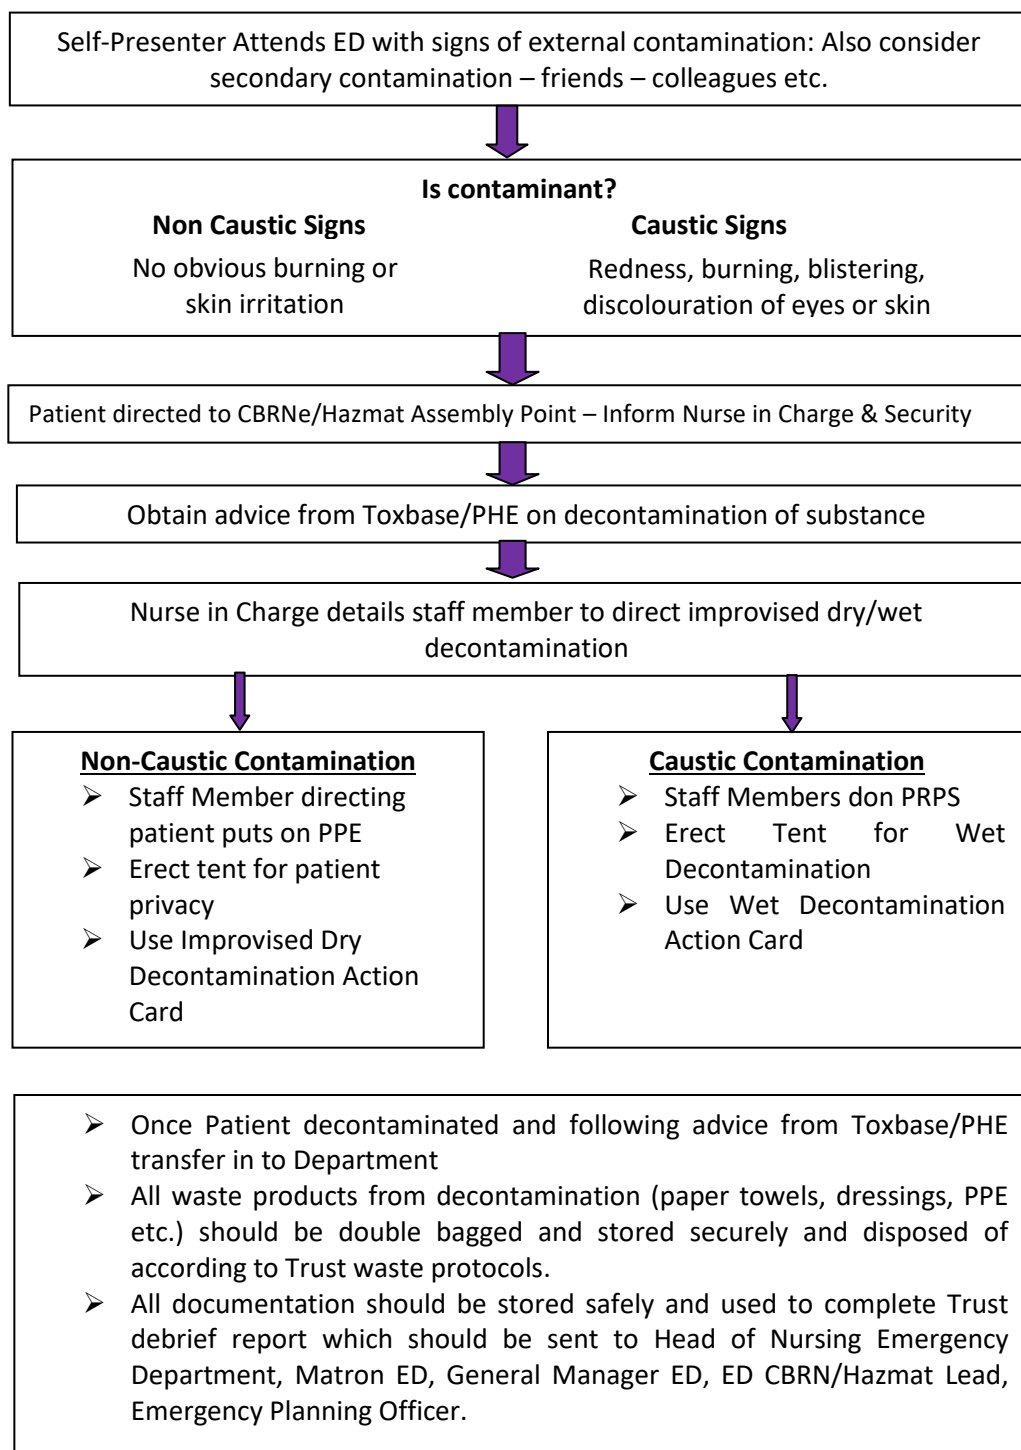 Self-Presenter Attends ED with signs of external contamination: Also consider
secondary contamination – friends – colleagues etc.
Is contaminant?
Non Caustic Signs
No obvious burning or
skin irritation
Caustic Signs
Redness, burning, blistering,
discolouration of eyes or skin
Patient directed to CBRNe/Hazmat Assembly Point – Inform Nurse in Charge & Security
Obtain advice from Toxbase/PHE on decontamination of substance
Nurse in Charge details staff member to direct improvised dry/wet
decontamination
Non-Caustic Contamination
➢ Staff Member directing
patient puts on PPE
➢ Erect tent for patient
privacy
➢ Use Improvised Dry
Decontamination Action
Card
Caustic Contamination
➢ Staff Members don PRPS
➢ Erect Tent for Wet
Decontamination
➢ Use Wet Decontamination
Action Card
➢ Once Patient decontaminated and following advice from Toxbase/PHE
transfer in to Department
➢ All waste products from decontamination (paper towels, dressings, PPE
etc.) should be double bagged and stored securely and disposed of
according to Trust waste protocols.
➢ All documentation should be stored safely and used to complete Trust
debrief report which should be sent to Head of Nursing Emergency
Department, Matron ED, General Manager ED, ED CBRN/Hazmat Lead,
Emergency Planning Officer.